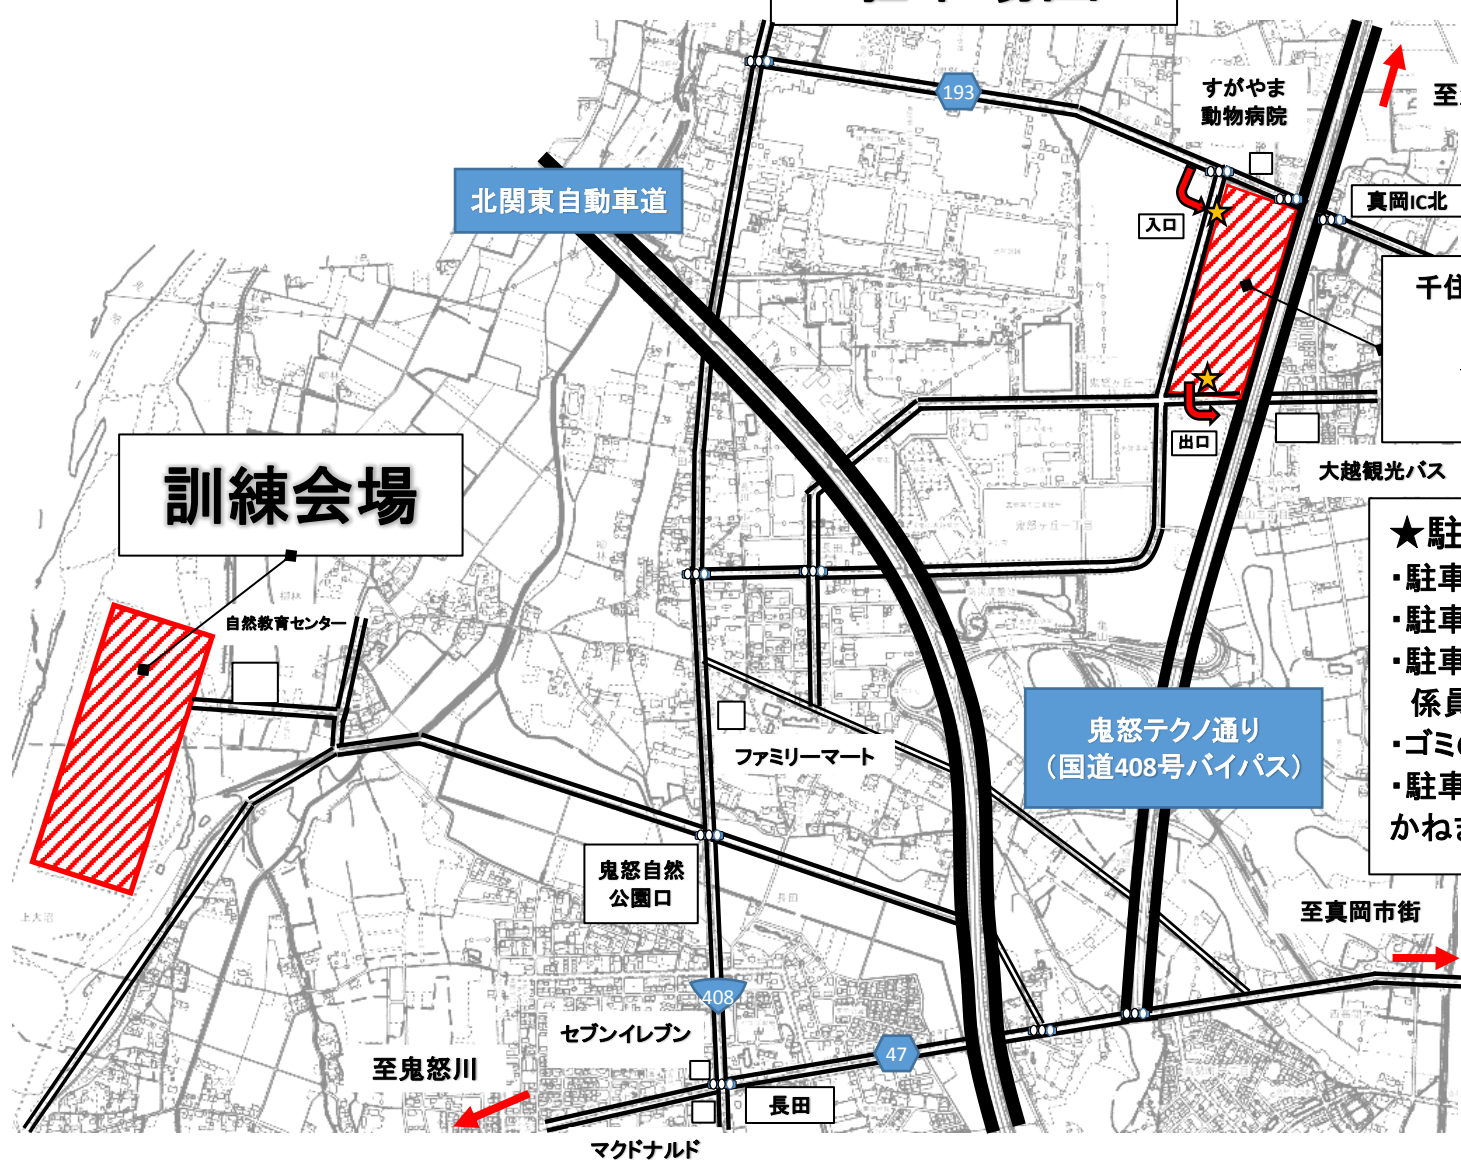 193
すがやま
動物病院
至
北関東自動車道
真岡IC北
入口
千住
出口
大越観光バス
訓練会場
★駐
・駐車
・駐車
・駐車
係員
・ゴミ
・駐車
かねま
自然教育センター
鬼怒テクノ通り
（国道408号バイパス）
ファミリーマート
鬼怒自然
公園口
至真岡市街
408
セブンイレブン
47
至鬼怒川
長田
マクドナルド